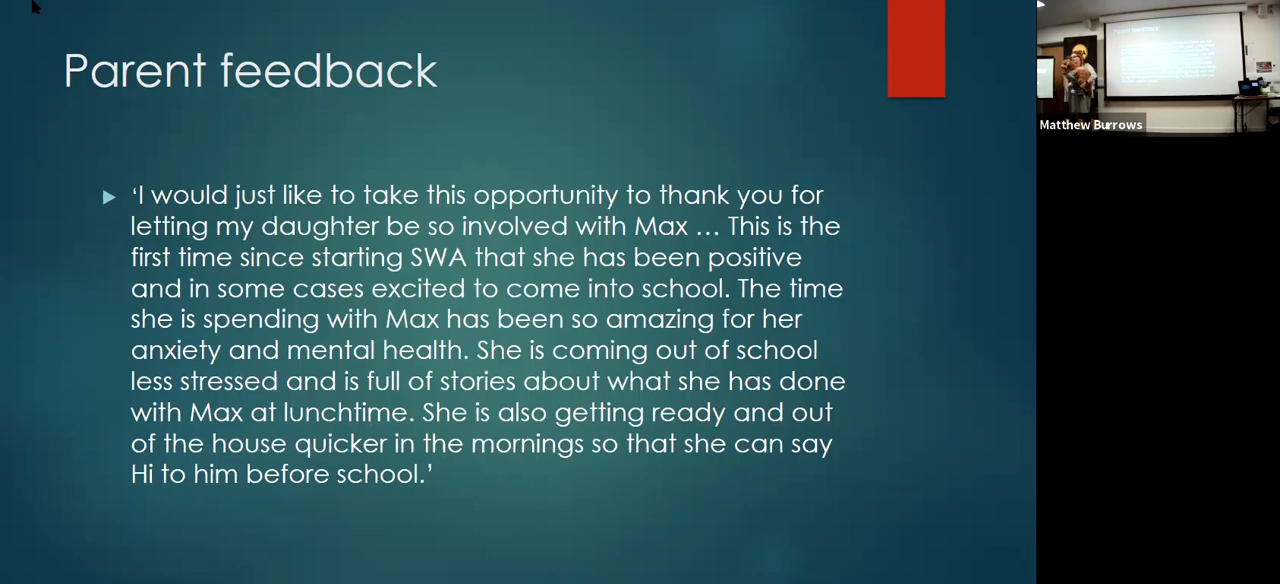 Parent feedback
‘I would just like to take this opportunity to thank you for
letting my daughter be so involved with Max … This is the
first time since starting SWA that she has been positive
and in some cases excited to come into school. The time
she is spending with Max has been so amazing for her
anxiety and mental health. She is coming out of school
less stressed and is full of stories about what she has done
with Max at lunchtime. She is also getting ready and out
of the house quicker in the mornings so that she can say
Hi to him before school.’
Matthew Burrows